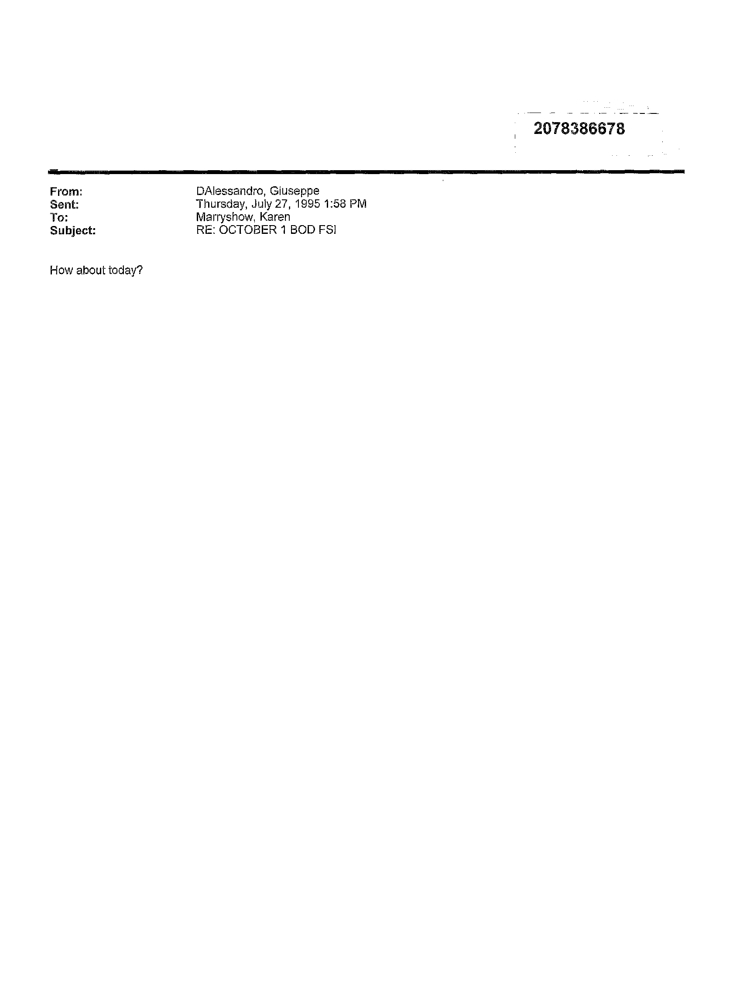 2078386678
From: DAlessandro, Giuseppe
Sent: Thursday, July 27, 1995 1:58 PM
To: Marryshow, Karen
Subject: RE: OCTOBER 1 BOD FSI
How about today?